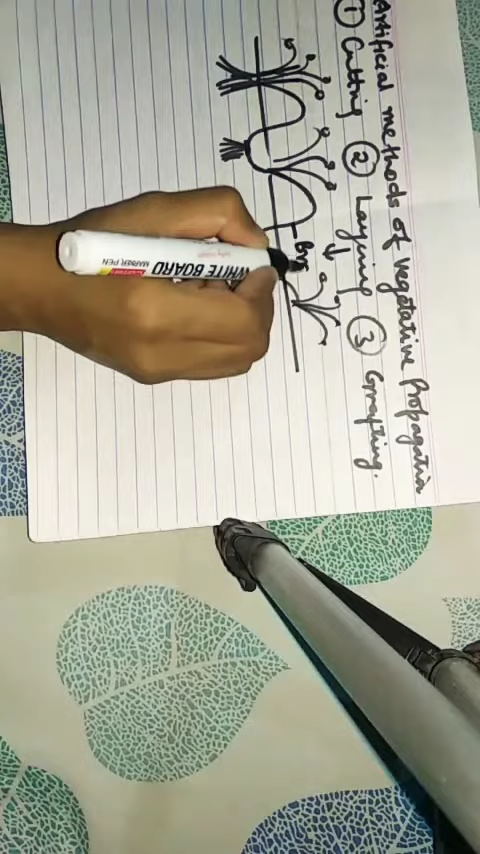 Artificial methods of vegetative Propagation
① Cutting ② Layering ③ Grafting.
↓
WHITE BOARD
MARKER PEN